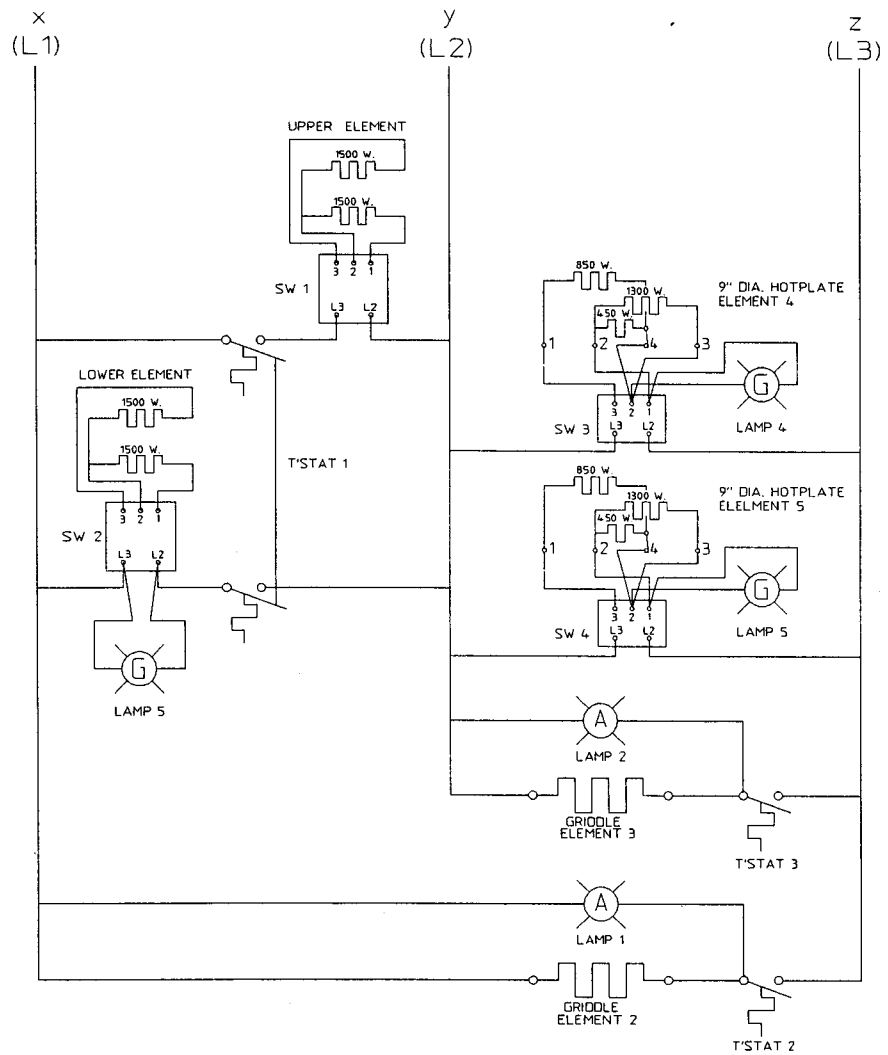 x
(L1)
y
(L2)
z
(L3)
UPPER ELEMENT
1500 W.
1500 W.
3 2 1
SW 1
L3 L2
850 W.
1300 W.
450 W.
9" DIA. HOTPLATE
ELEMENT 4
1 2 4 3
G
3 2 1
SW 3
L3 L2
LAMP 4
LOWER ELEMENT
1500 W.
1500 W.
T'STAT 1
3 2 1
SW 2
L3 L2
G
LAMP 5
850 W.
1300 W.
450 W.
9" DIA. HOTPLATE
ELELMENT 5
1 2 4 3
G
3 2 1
SW 4
L3 L2
LAMP 5
A
LAMP 2
GRIDDLE
ELEMENT 3
T'STAT 3
A
LAMP 1
GRIDDLE
ELEMENT 2
T'STAT 2